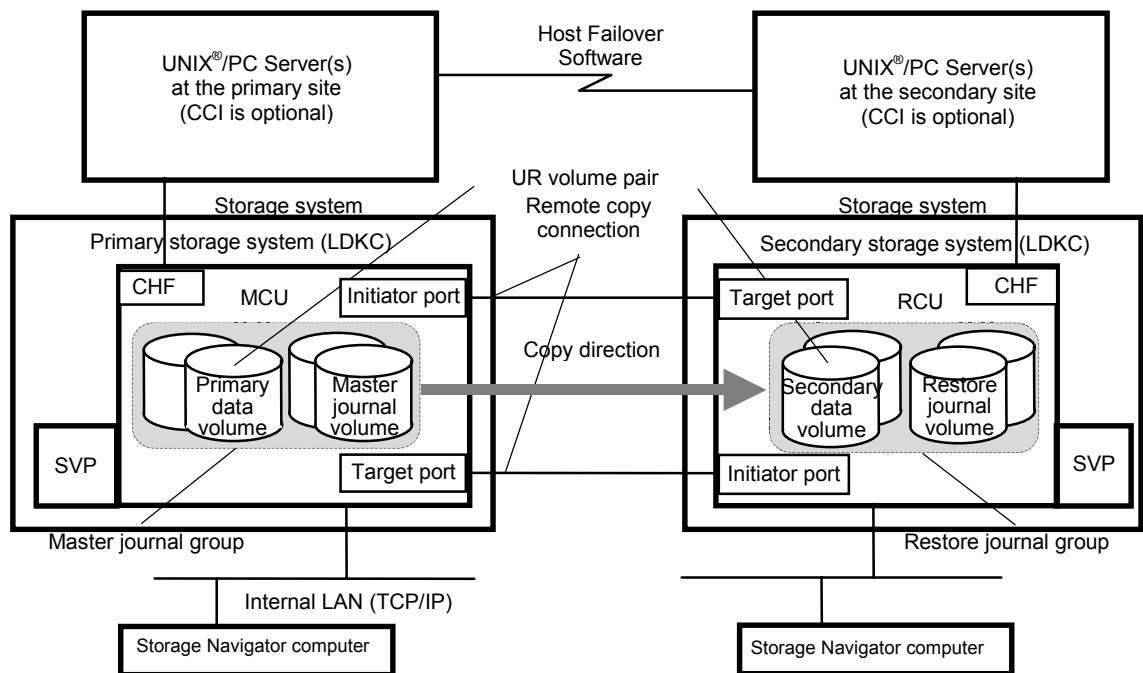 Host Failover
Software
UNIX®/PC Server(s)
at the primary site
(CCI is optional)
UNIX®/PC Server(s)
at the secondary site
(CCI is optional)
UR volume pair
Remote copy
connection
Storage system
Storage system
Primary storage system (LDKC)
Secondary storage system (LDKC)
CHF
MCU
Initiator port
Target port
RCU
CHF
Copy direction
Primary
data
volume
Master
journal
volume
Secondary
data
volume
Restore
journal
volume
SVP
Target port
Initiator port
SVP
Master journal group
Restore journal group
Internal LAN (TCP/IP)
Storage Navigator computer
Storage Navigator computer